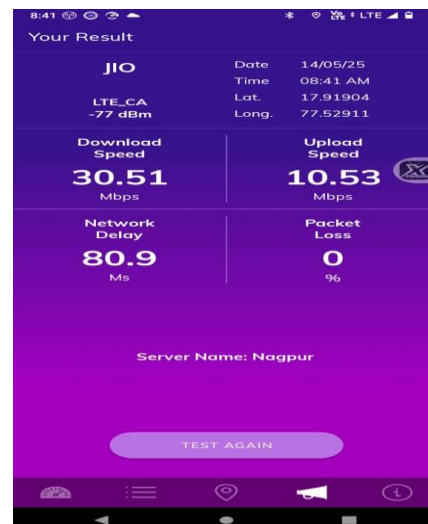 8:41 LTE
Your Result
JIO
LTE_CA
-77 dBm
Date 14/05/25
Time 08:41 AM
Lat. 17.91904
Long. 77.52911
Download
Speed
30.51
Mbps
Upload
Speed
10.53
Mbps
Network
Delay
80.9
Ms
Packet
Loss
0
%
Server Name: Nagpur
TEST AGAIN